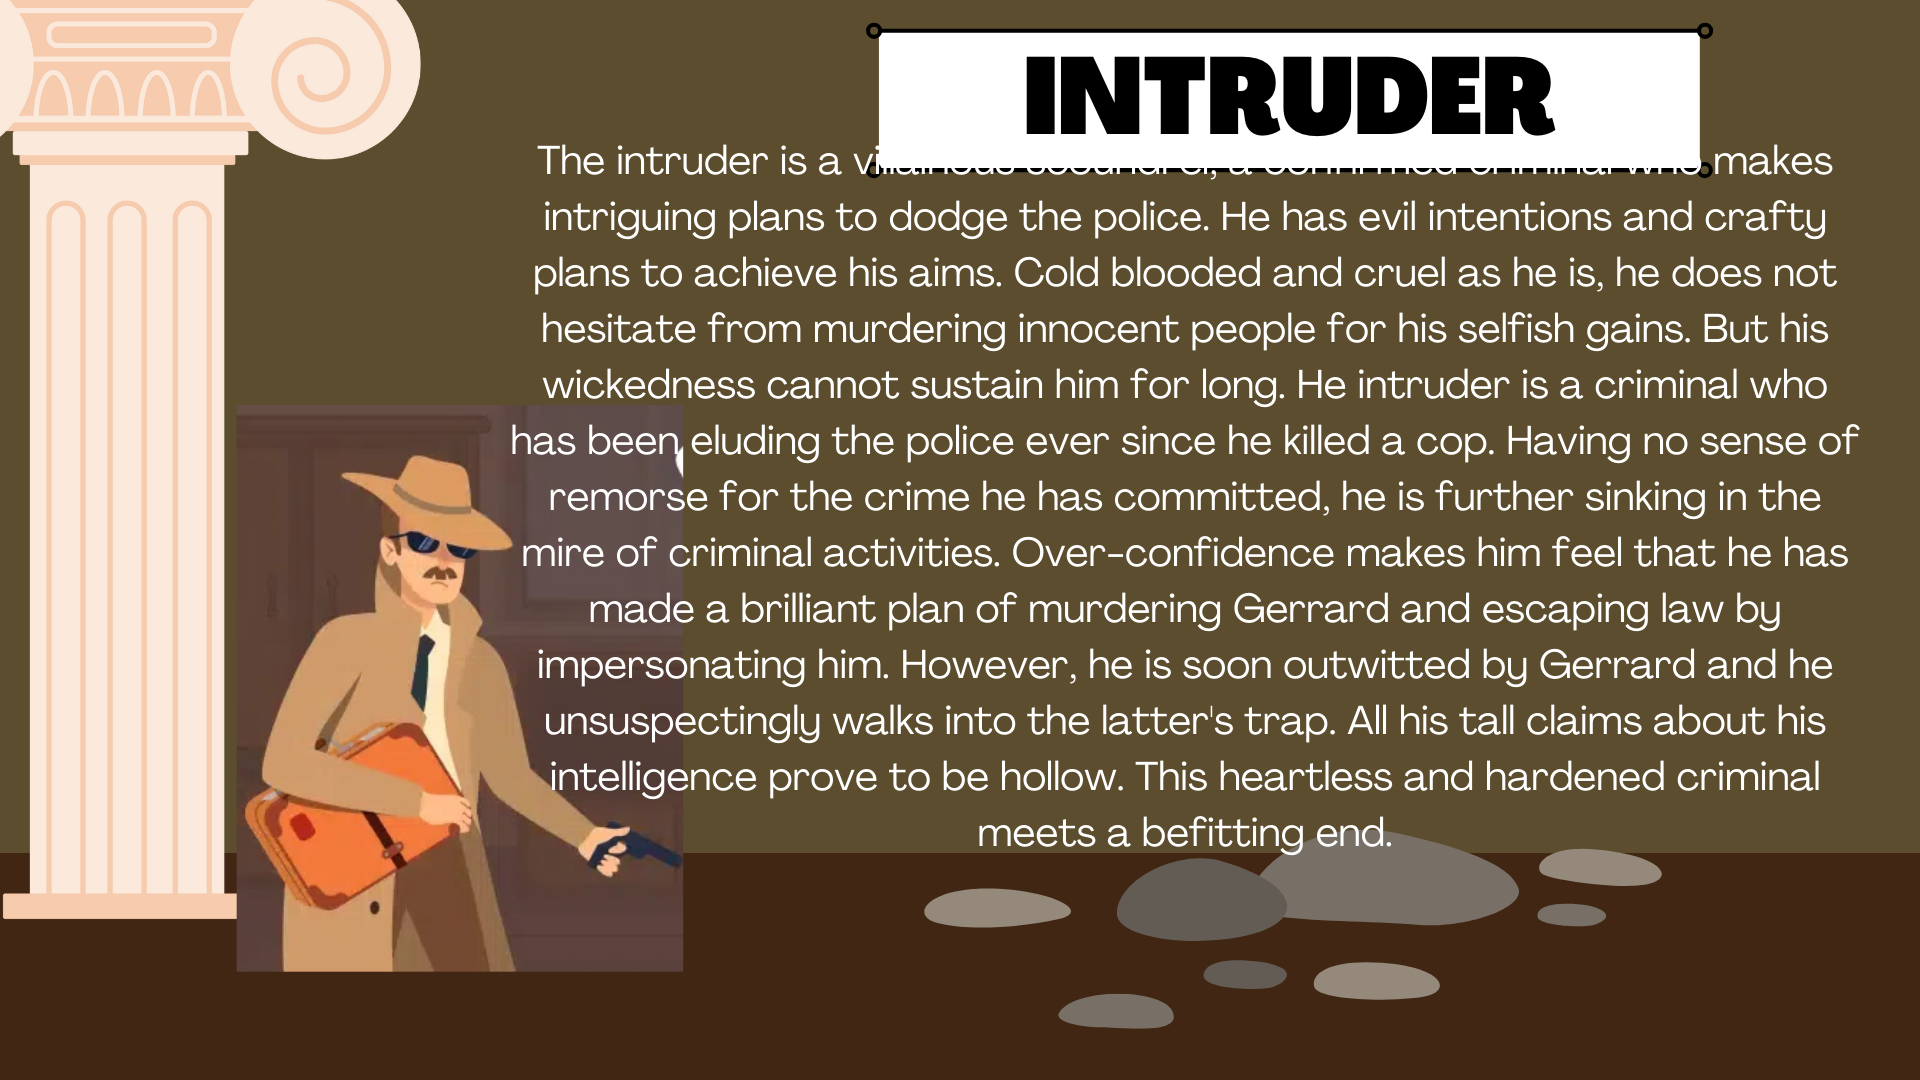 INTRUDER
The intruder is a villainous scoundrel, a confirmed criminal who makes
intriguing plans to dodge the police. He has evil intentions and crafty
plans to achieve his aims. Cold blooded and cruel as he is, he does not
hesitate from murdering innocent people for his selfish gains. But his
wickedness cannot sustain him for long. He intruder is a criminal who
has been eluding the police ever since he killed a cop. Having no sense of
remorse for the crime he has committed, he is further sinking in the
mire of criminal activities. Over-confidence makes him feel that he has
made a brilliant plan of murdering Gerrard and escaping law by
impersonating him. However, he is soon outwitted by Gerrard and he
unsuspectingly walks into the latter's trap. All his tall claims about his
intelligence prove to be hollow. This heartless and hardened criminal
meets a befitting end.